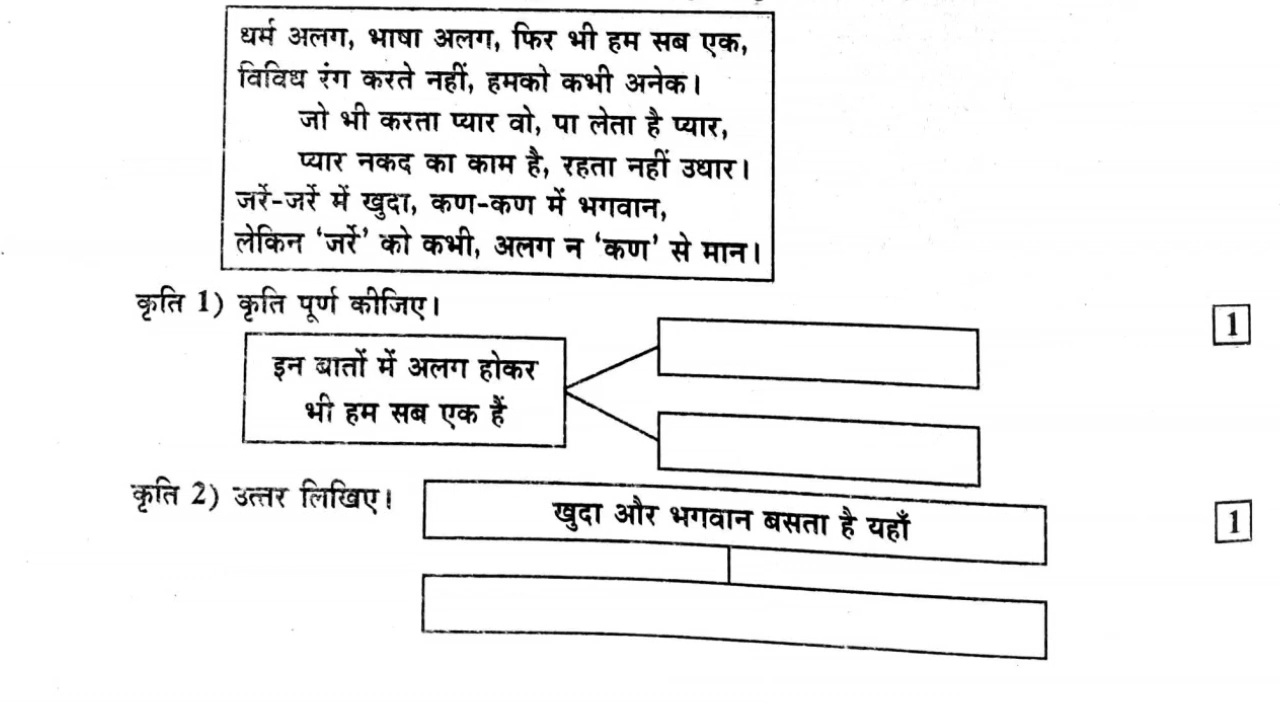 धर्म अलग, भाषा अलग, फिर भी हम सब एक,
विविध रंग करते नहीं, हमको कभी अनेक।
जो भी करता प्यार वो, पा लेता है प्यार,
प्यार नकद का काम है, रहता नहीं उधार।
जर्रे-जर्रे में खुदा, कण-कण में भगवान,
लेकिन ‘जर्रे’ को कभी, अलग न ‘कण’ से मान।
कृति 1) कृति पूर्ण कीजिए।
1
इन बातों में अलग होकर
भी हम सब एक हैं
कृति 2) उत्तर लिखिए।
खुदा और भगवान बसता है यहाँ
1